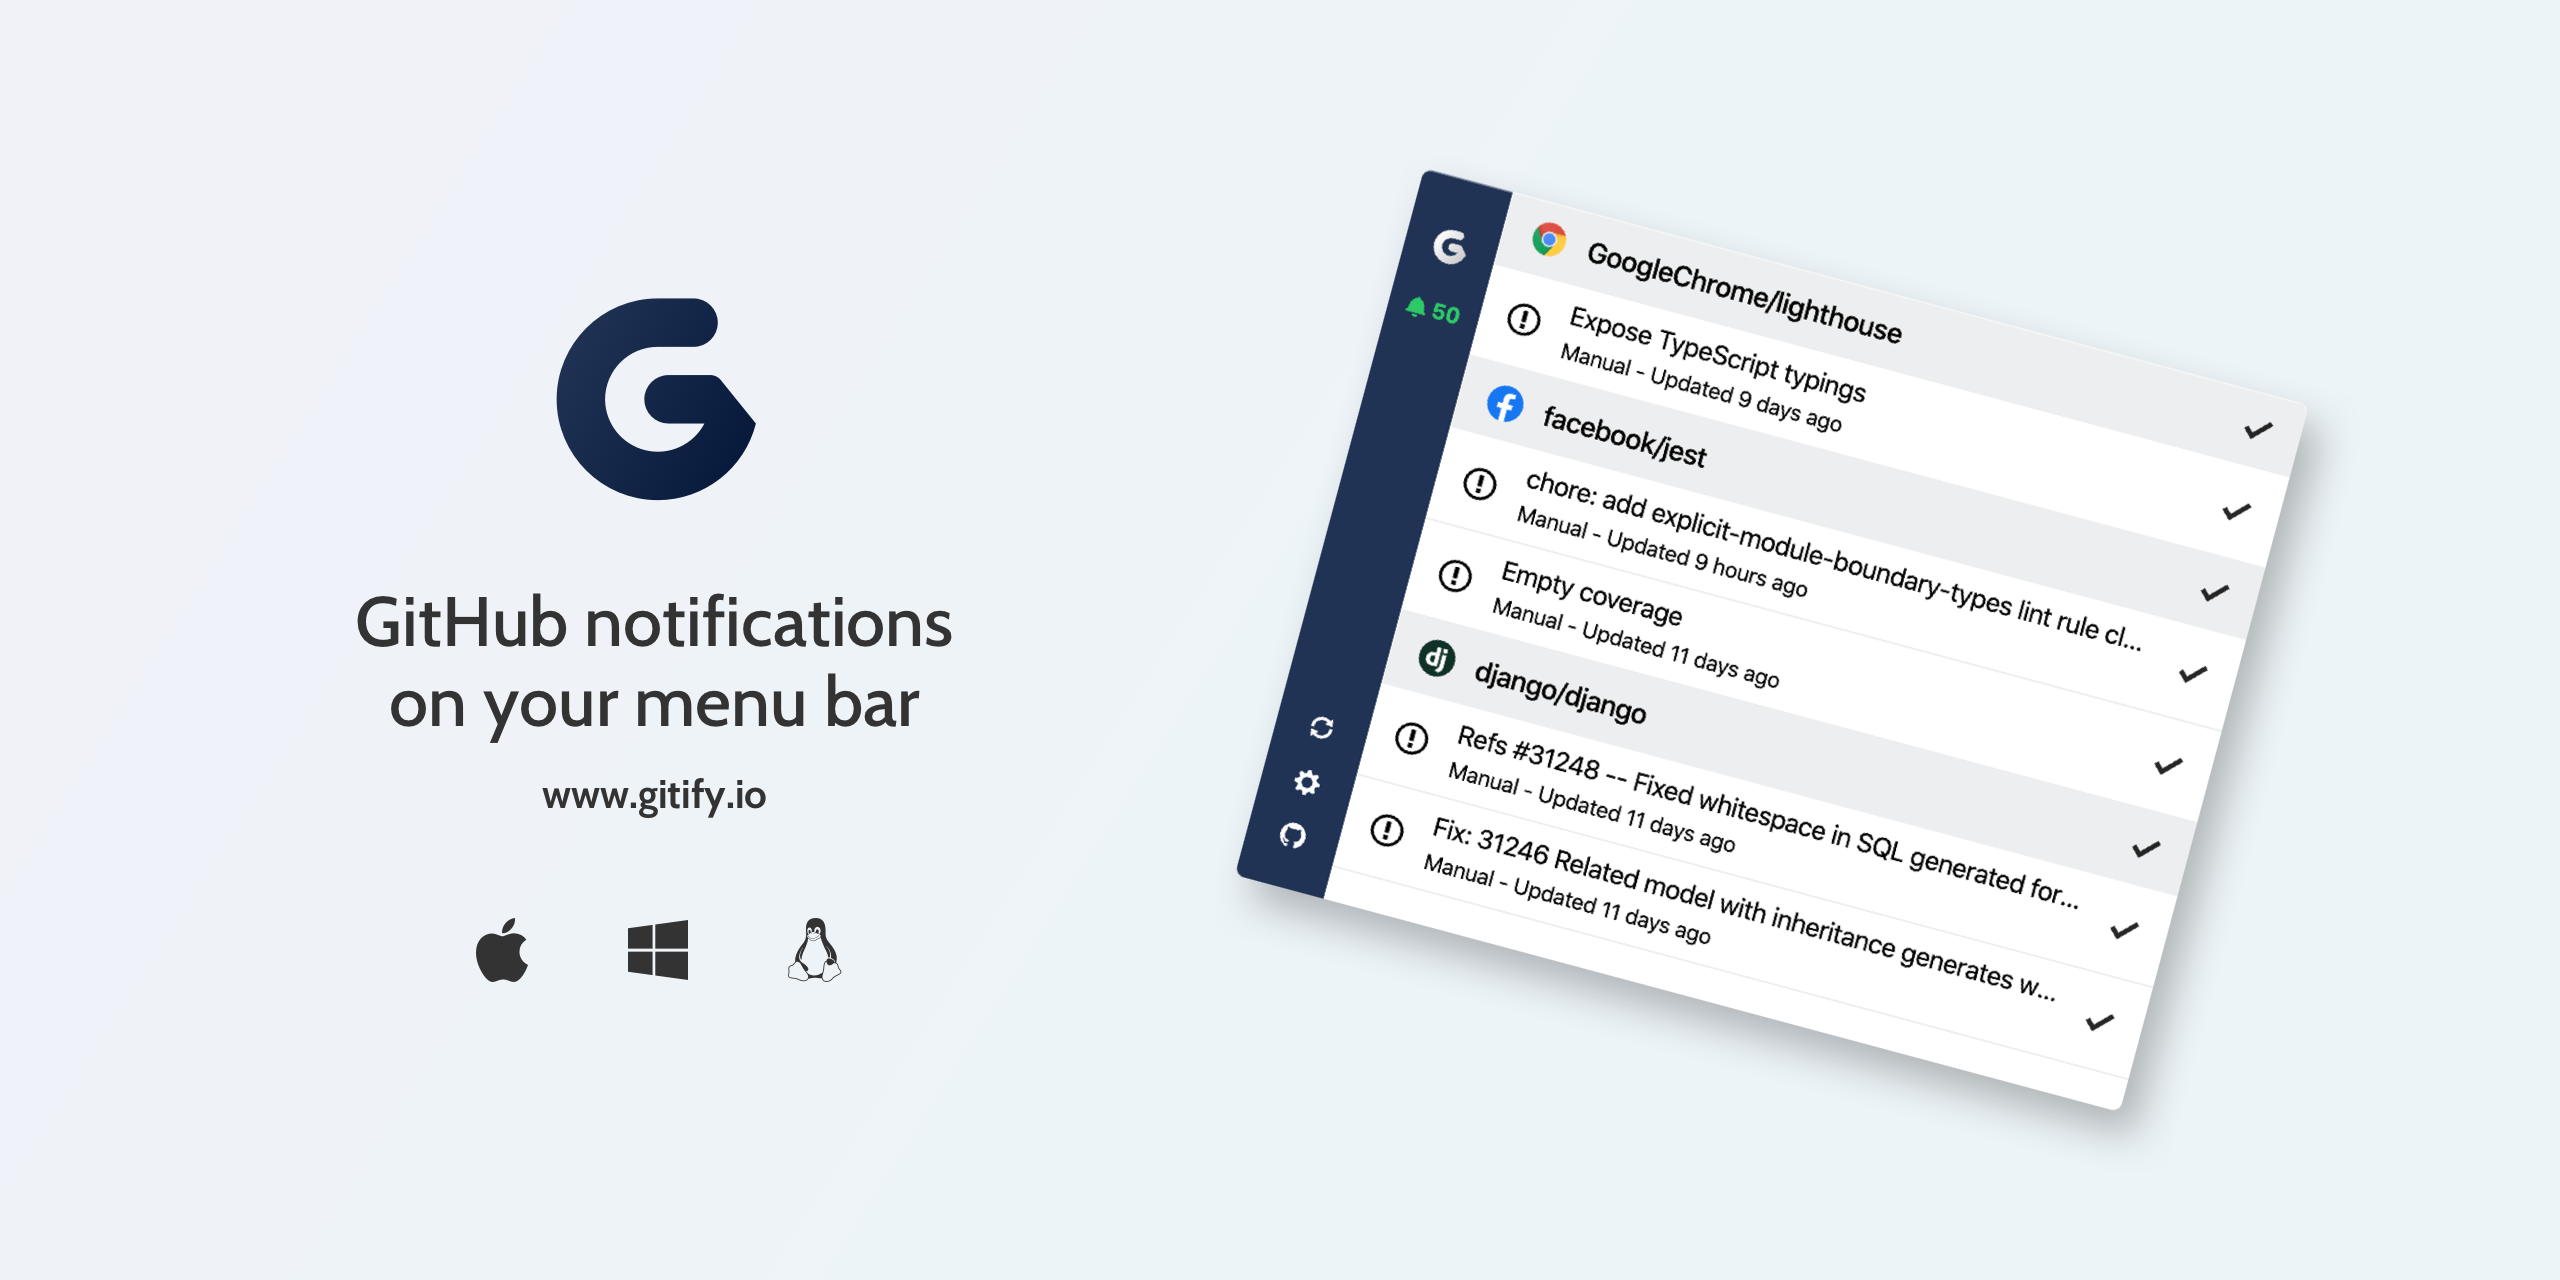 GitHub notifications
on your menu bar
www.gitify.io
50
GoogleChrome/lighthouse
Expose TypeScript typings
Manual - Updated 9 days ago
facebook/jest
chore: add explicit-module-boundary-types lint rule cl...
Manual - Updated 9 hours ago
Empty coverage
Manual - Updated 11 days ago
django/django
Refs #31248 -- Fixed whitespace in SQL generated for...
Manual - Updated 11 days ago
Fix: 31246 Related model with inheritance generates w...
Manual - Updated 11 days ago